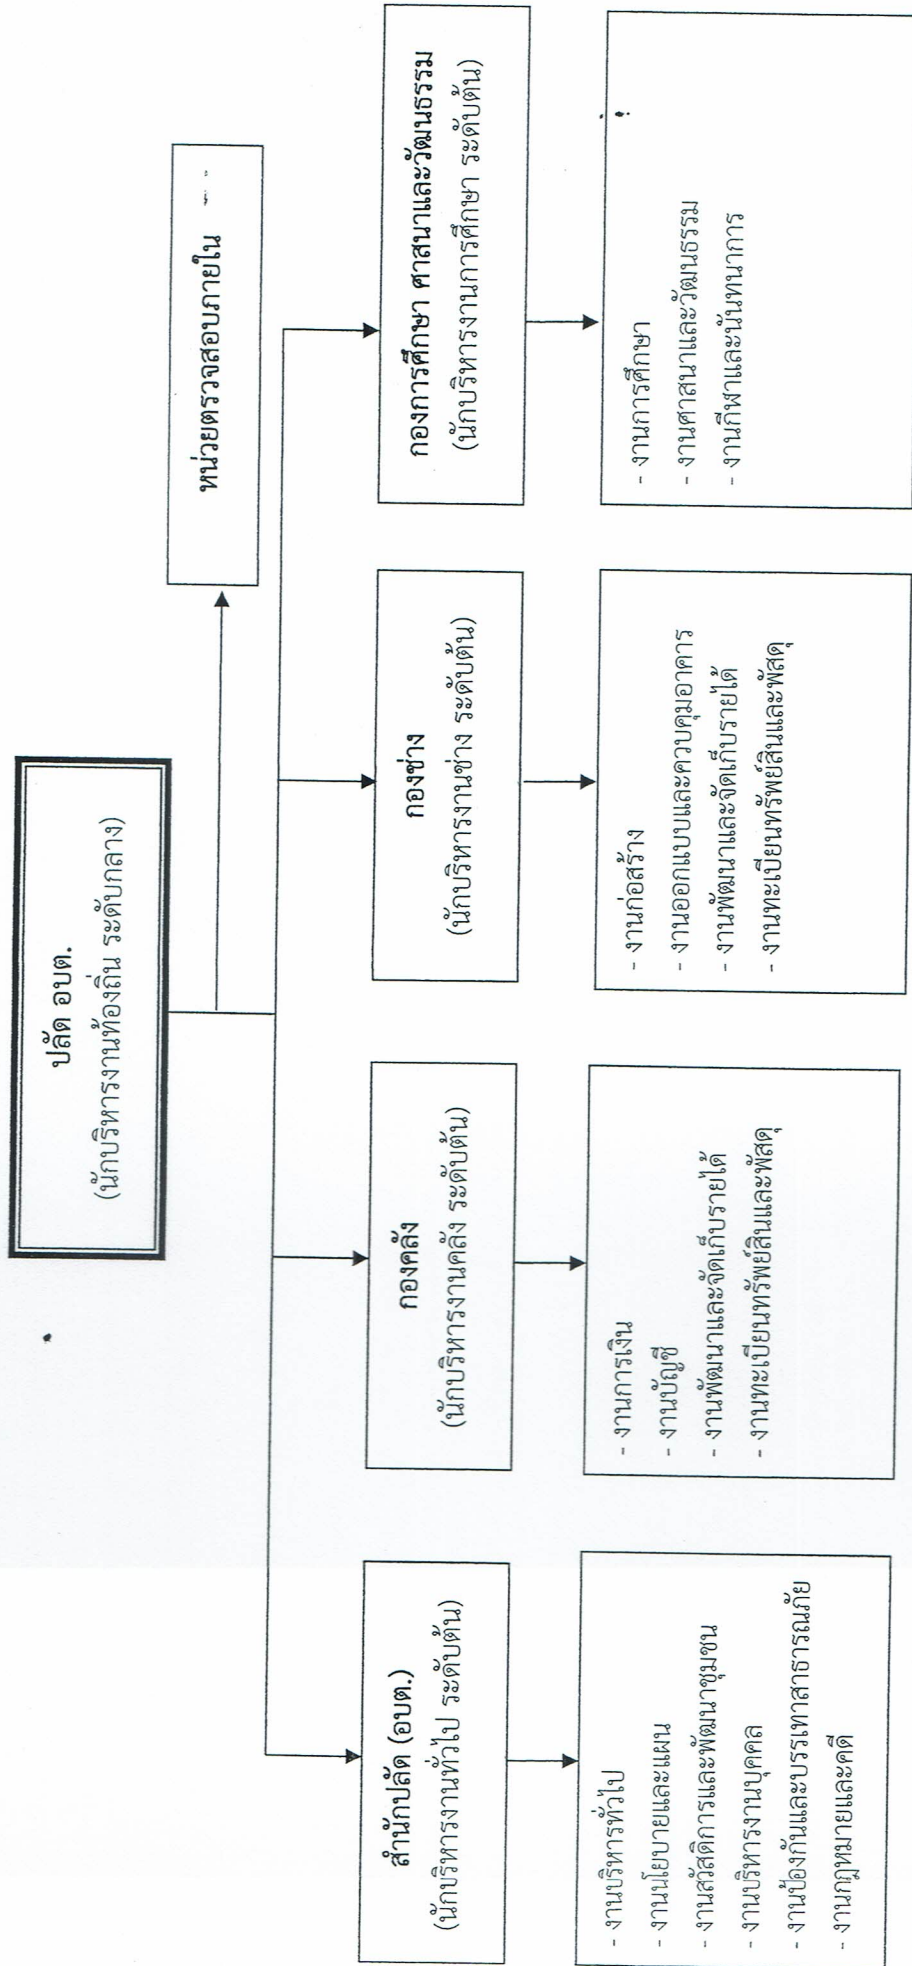 ปลัด อบต.
(นักบริหารงานท้องถิ่น ระดับกลาง)
หน่วยตรวจสอบภายใน
สำนักปลัด (อบต.)
(นักบริหารงานทั่วไป ระดับต้น)
กองคลัง
(นักบริหารงานคลัง ระดับต้น)
กองช่าง
(นักบริหารงานช่าง ระดับต้น)
กองการศึกษา ศาสนาและวัฒนธรรม
(นักบริหารงานการศึกษา ระดับต้น)
- งานบริหารทั่วไป
- งานนโยบายและแผน
- งานสวัสดิการและพัฒนาชุมชน
- งานบริหารงานบุคคล
- งานป้องกันและบรรเทาสาธารณภัย
- งานกฎหมายและคดี
- งานการเงิน
- งานบัญชี
- งานพัฒนาและจัดเก็บรายได้
- งานทะเบียนทรัพย์สินและพัสดุ
- งานก่อสร้าง
- งานออกแบบและควบคุมอาคาร
- งานพัฒนาและจัดเก็บรายได้
- งานทะเบียนทรัพย์สินและพัสดุ
- งานการศึกษา
- งานศาสนาและวัฒนธรรม
- งานกีฬาและนันทนาการ